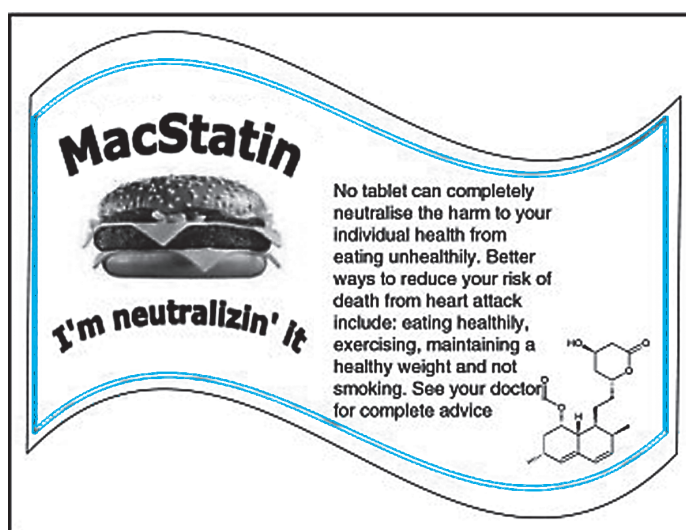 MacStatin
I'm neutralizin' it
No tablet can completely
neutralise the harm to your
individual health from
eating unhealthily. Better
ways to reduce your risk of
death from heart attack
include: eating healthily,
exercising, maintaining a
healthy weight and not
smoking. See your doctor
for complete advice
HO
O
O
O
O
H